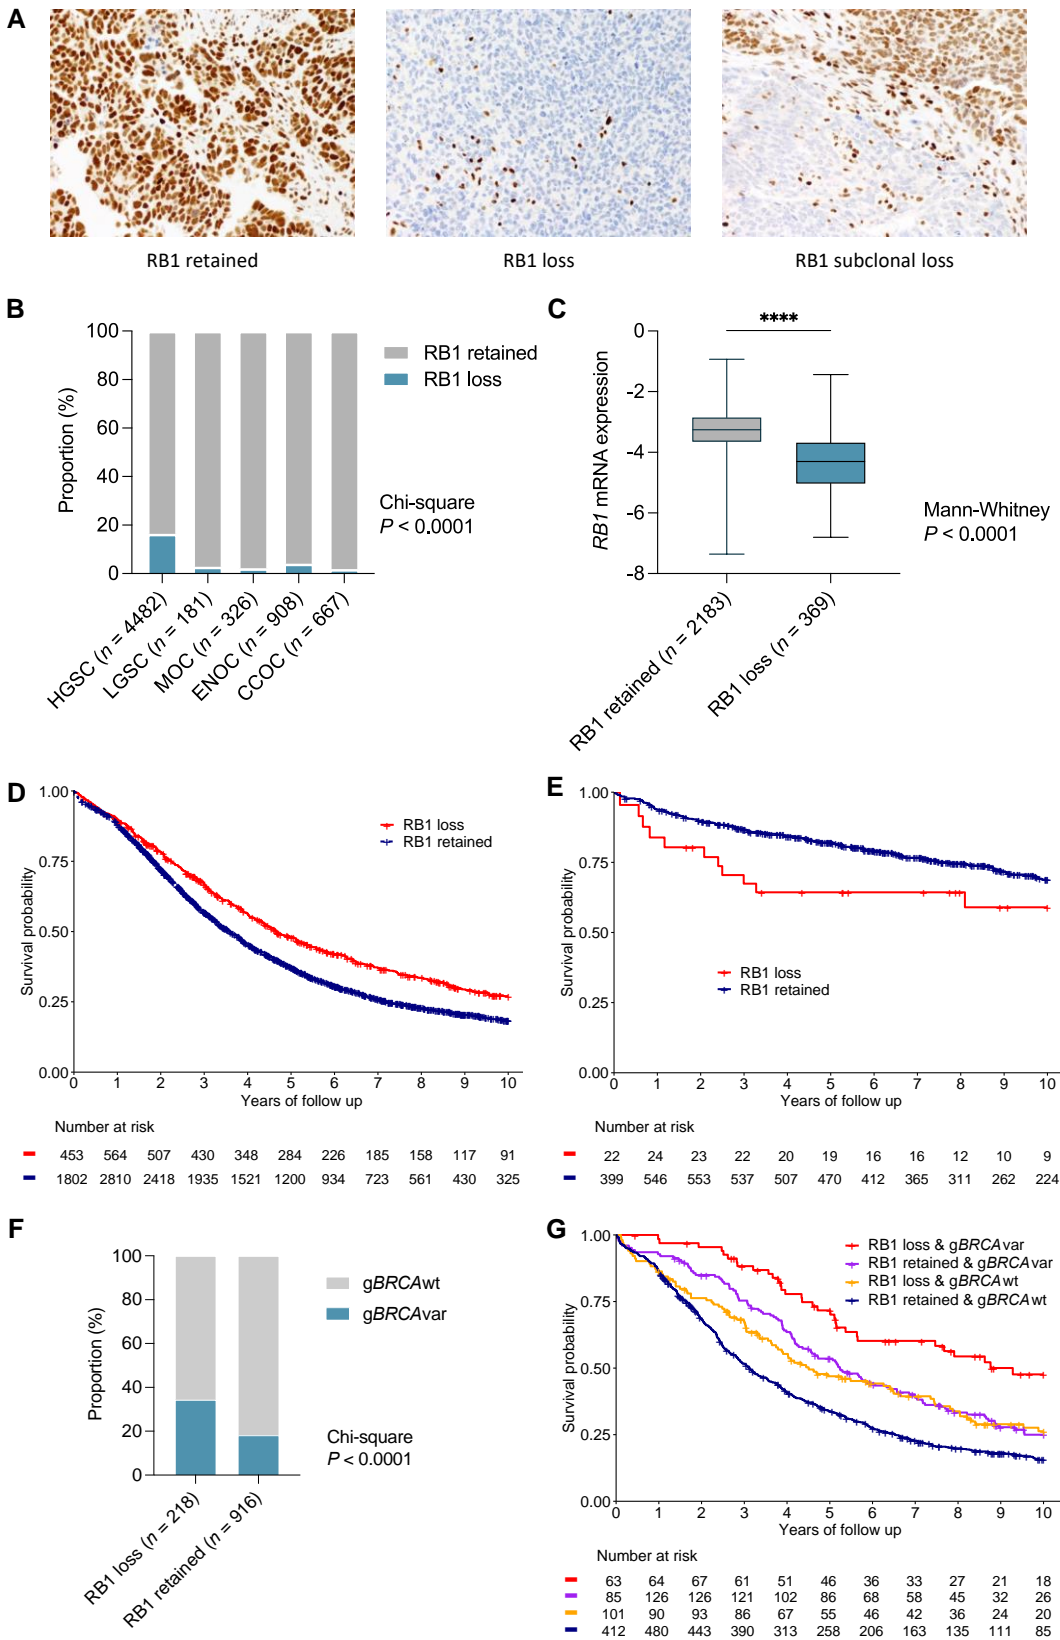 A
RB1 retained
RB1 loss
RB1 subclonal loss
B
100
80
60
40
20
0
Proportion (%)
RB1 retained
RB1 loss
Chi-square
P < 0.0001
HGSC (n = 4482)
LGSC (n = 181)
MOC (n = 326)
ENOC (n = 908)
CCOC (n = 667)
C
0
-2
-4
-6
-8
RB1 mRNA expression
****
Mann-Whitney
P < 0.0001
RB1 retained (n = 2183)
RB1 loss (n = 369)
D
1.00
0.75
0.50
0.25
0.00
Survival probability
RB1 loss
RB1 retained
0 1 2 3 4 5 6 7 8 9 10
Years of follow up
Number at risk
453 564 507 430 348 284 226 185 158 117 91
1802 2810 2418 1935 1521 1200 934 723 561 430 325
E
1.00
0.75
0.50
0.25
0.00
Survival probability
RB1 loss
RB1 retained
0 1 2 3 4 5 6 7 8 9 10
Years of follow up
Number at risk
22 24 23 22 20 19 16 16 12 10 9
399 546 553 537 507 470 412 365 311 262 224
F
100
80
60
40
20
0
Proportion (%)
gBRCAwt
gBRCAvar
Chi-square
P < 0.0001
RB1 loss (n = 218)
RB1 retained (n = 916)
G
1.00
0.75
0.50
0.25
0.00
Survival probability
RB1 loss & gBRCAvar
RB1 retained & gBRCAvar
RB1 loss & gBRCAwt
RB1 retained & gBRCAwt
0 1 2 3 4 5 6 7 8 9 10
Years of follow up
Number at risk
63 64 67 61 51 46 36 33 27 21 18
85 126 126 121 102 86 68 58 45 32 26
101 90 93 86 67 55 46 42 36 24 20
412 480 443 390 313 258 206 163 135 111 85